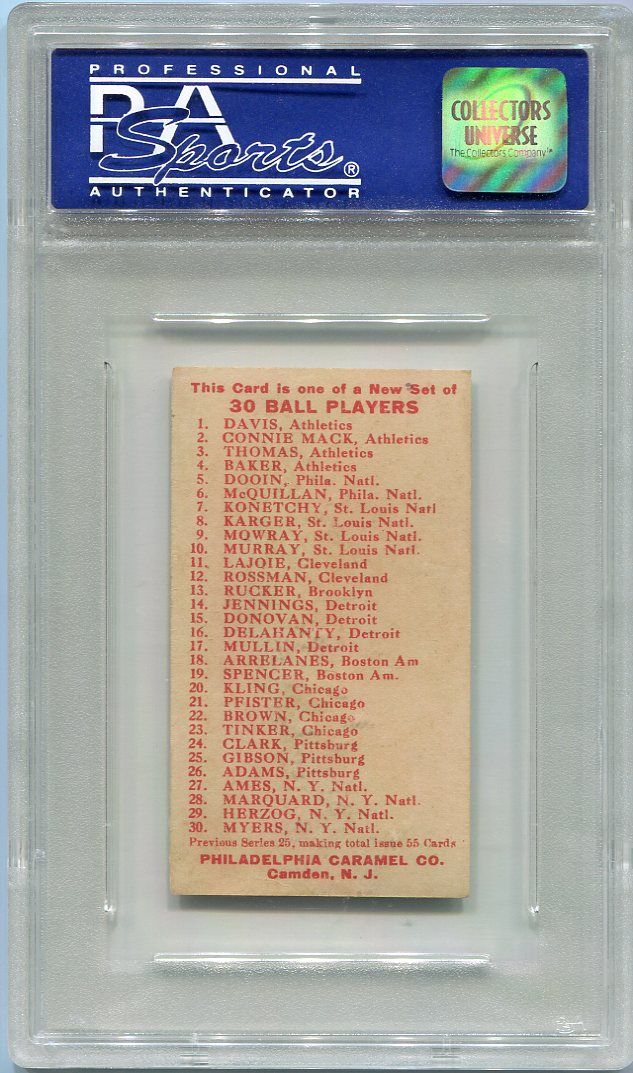 PROFESSIONAL
PSA
Sports®
AUTHENTICATOR
COLLECTORS
UNIVERSE
The Collectors Company™
This Card is one of a New Set of
30 BALL PLAYERS
1. DAVIS, Athletics
2. CONNIE MACK, Athletics
3. THOMAS, Athletics
4. BAKER, Athletics
5. DOOIN, Phila. Natl.
6. McQUILLAN, Phila. Natl.
7. KONETCHY, St. Louis Natl
8. KARGER, St. Louis Natl.
9. MOWRAY, St. Louis Natl.
10. MURRAY, St. Louis Natl.
11. LAJOIE, Cleveland
12. ROSSMAN, Cleveland
13. RUCKER, Brooklyn
14. JENNINGS, Detroit
15. DONOVAN, Detroit
16. DELAHANTY, Detroit
17. MULLIN, Detroit
18. ARRELANES, Boston Am
19. SPENCER, Boston Am.
20. KLING, Chicago
21. PFISTER, Chicago
22. BROWN, Chicago
23. TINKER, Chicago
24. CLARK, Pittsburg
25. GIBSON, Pittsburg
26. ADAMS, Pittsburg
27. AMES, N. Y. Natl.
28. MARQUARD, N. Y. Natl.
29. HERZOG, N. Y. Natl.
30. MYERS, N. Y. Natl.
Previous Series 25, making total issue 55 Cards
PHILADELPHIA CARAMEL CO.
Camden, N. J.